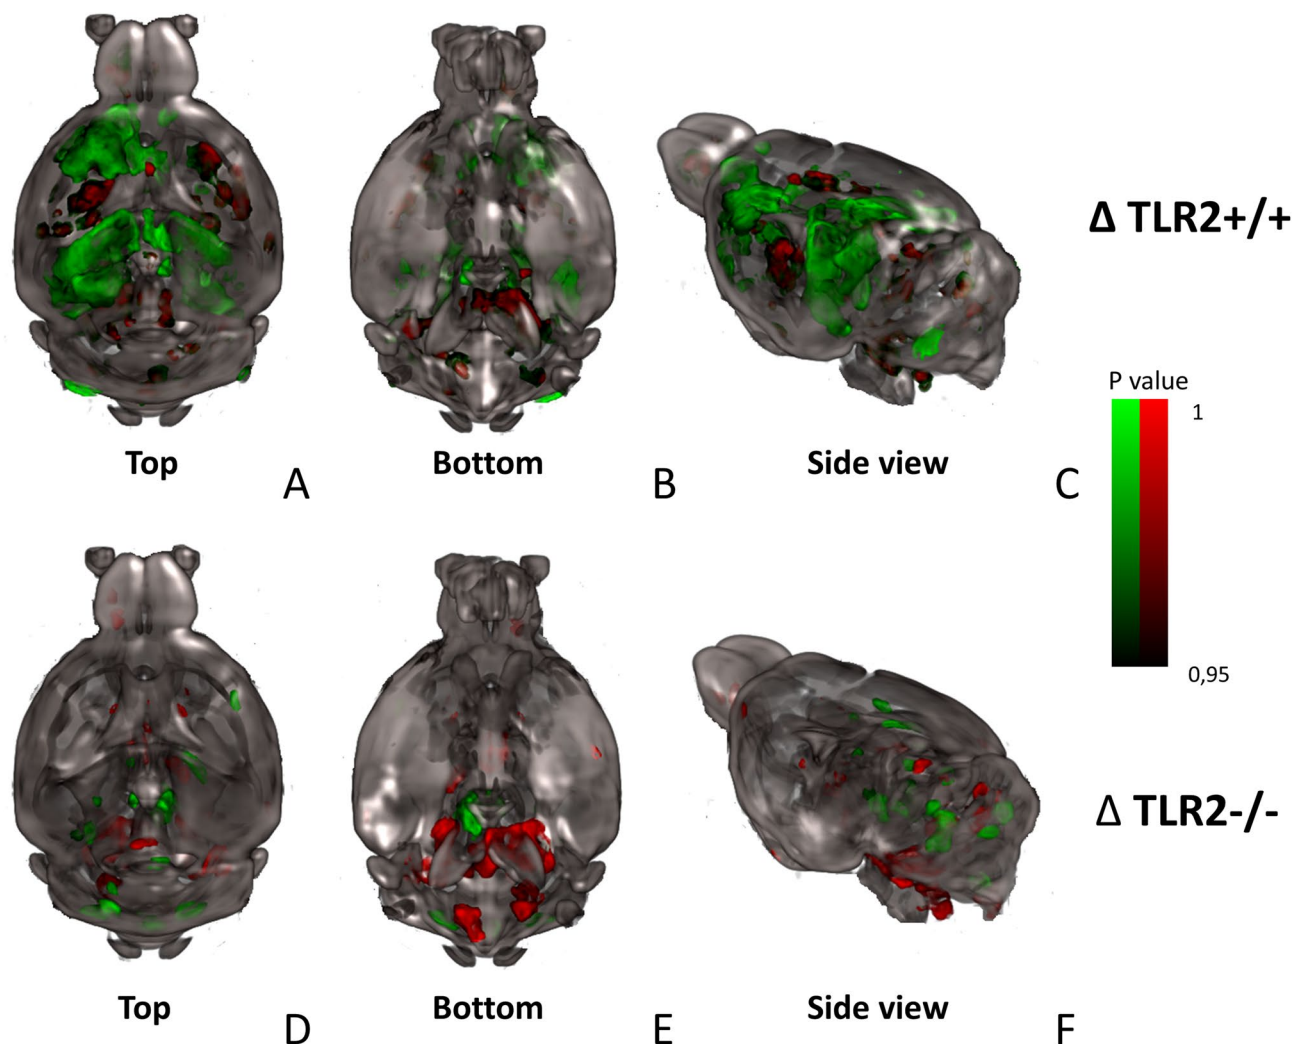 Δ TLR2+/+
P value
1
0,95
Top
A
Bottom
B
Side view
C
Δ TLR2-/-
Top
D
Bottom
E
Side view
F